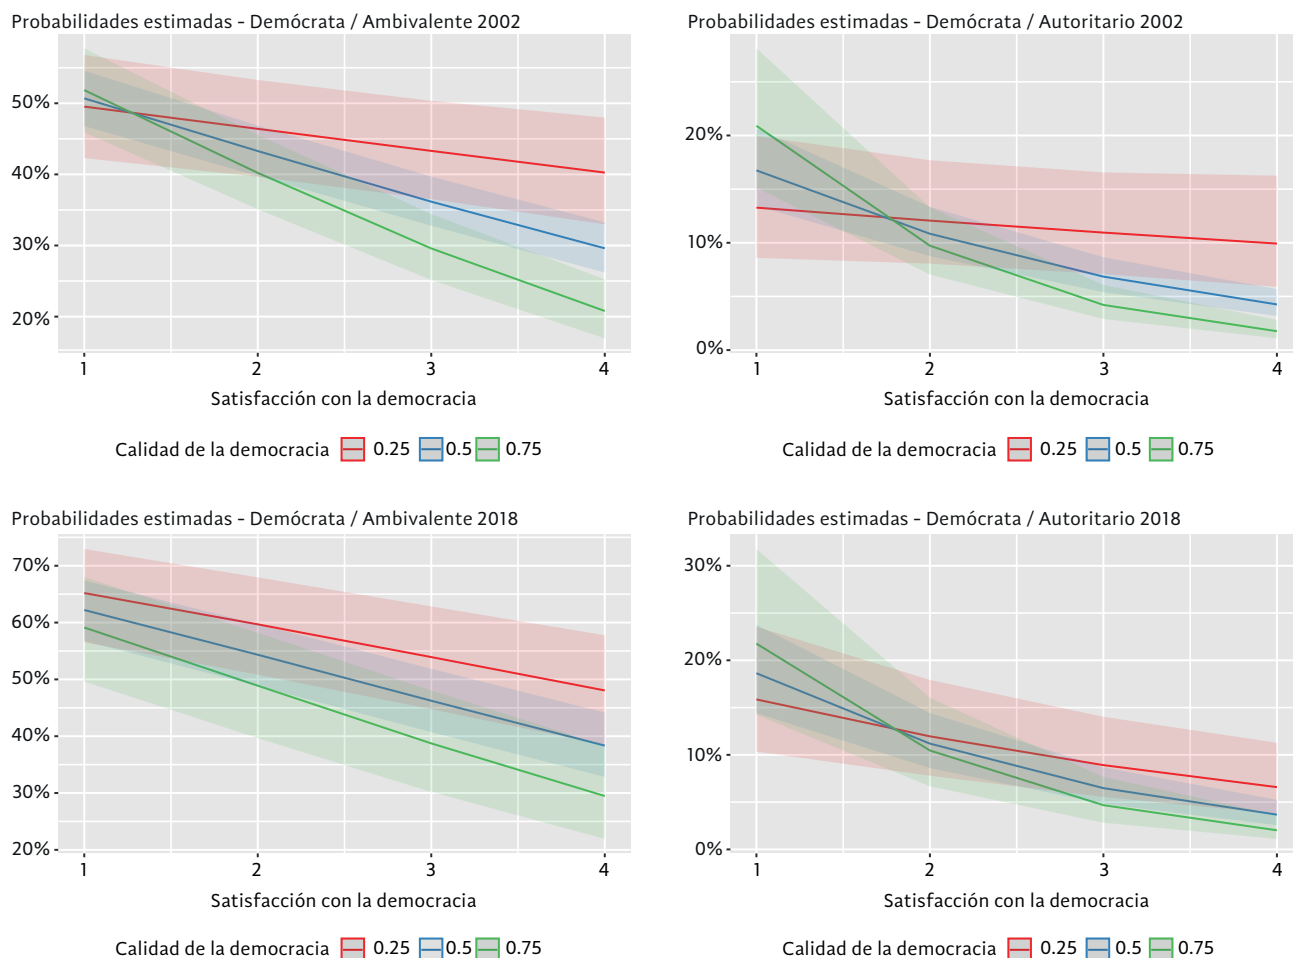 Probabilidades estimadas - Demócrata / Ambivalente 2002
50%
40%
30%
20%
1 2 3 4
Satisfacción con la democracia
Calidad de la democracia 0.25 0.5 0.75
Probabilidades estimadas - Demócrata / Autoritario 2002
20%
10%
0%
1 2 3 4
Satisfacción con la democracia
Calidad de la democracia 0.25 0.5 0.75
Probabilidades estimadas - Demócrata / Ambivalente 2018
70%
60%
50%
40%
30%
20%
1 2 3 4
Satisfacción con la democracia
Calidad de la democracia 0.25 0.5 0.75
Probabilidades estimadas - Demócrata / Autoritario 2018
30%
20%
10%
0%
1 2 3 4
Satisfacción con la democracia
Calidad de la democracia 0.25 0.5 0.75